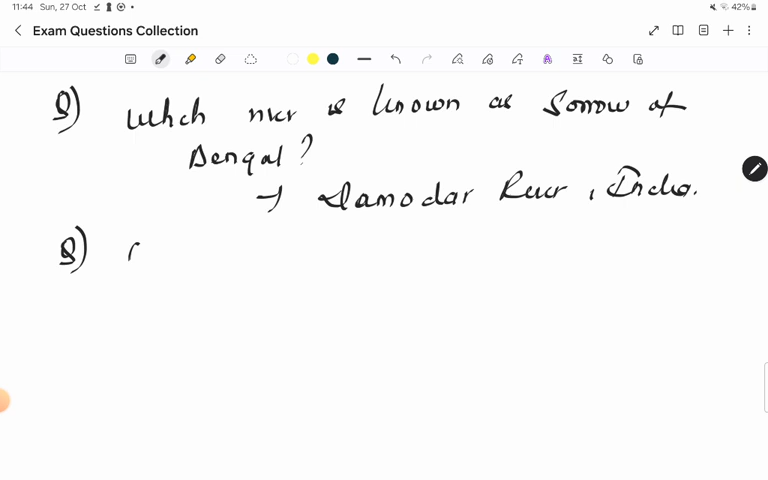 11:44 Sun, 27 Oct 42%
Exam Questions Collection
Q) Which river is known as Sorrow of
Bengal?
→ Damodar River, India.
Q)